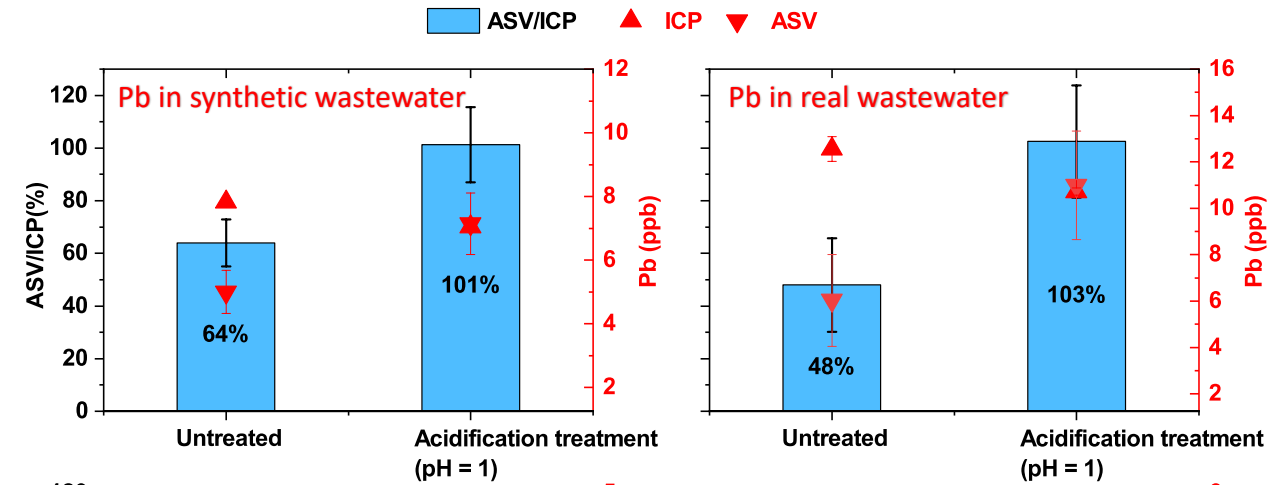 ASV/ICP ICP ASV
Pb in synthetic wastewater
ASV/ICP(%)
120
100
80
60
40
20
0
64%
101%
Untreated
Acidification treatment
(pH = 1)
12
10
8
6
4
2
Pb (ppb)
Pb in real wastewater
48%
103%
Untreated
Acidification treatment
(pH = 1)
16
14
12
10
8
6
4
2
Pb (ppb)